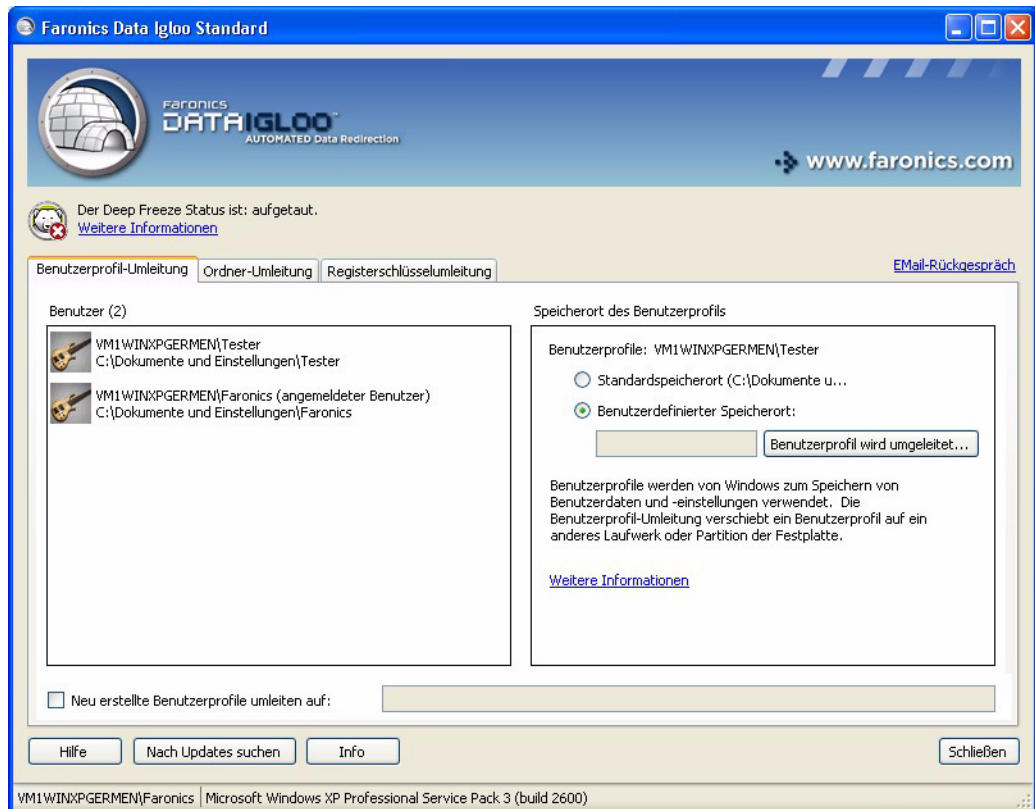 Faronics Data Igloo Standard
FARONICS
DATAIGLOO™
AUTOMATED Data Redirection
www.faronics.com
Der Deep Freeze Status ist: aufgetaut.
Weitere Informationen
Benutzerprofil-Umleitung
Ordner-Umleitung
Registerschlüsselumleitung
EMail-Rückgespräch
Benutzer (2)
VM1WINXPGERMEN\Tester
C:\Dokumente und Einstellungen\Tester
VM1WINXPGERMEN\Faronics (angemeldeter Benutzer)
C:\Dokumente und Einstellungen\Faronics
Speicherort des Benutzerprofils
Benutzerprofile: VM1WINXPGERMEN\Tester
Standardspeicherort (C:\Dokumente u...
Benutzerdefinierter Speicherort:
Benutzerprofil wird umgeleitet...
Benutzerprofile werden von Windows zum Speichern von
Benutzerdaten und -einstellungen verwendet. Die
Benutzerprofil-Umleitung verschiebt ein Benutzerprofil auf ein
anderes Laufwerk oder Partition der Festplatte.
Weitere Informationen
Neu erstellte Benutzerprofile umleiten auf:
Hilfe
Nach Updates suchen
Info
Schließen
VM1WINXPGERMEN\Faronics
Microsoft Windows XP Professional Service Pack 3 (build 2600)